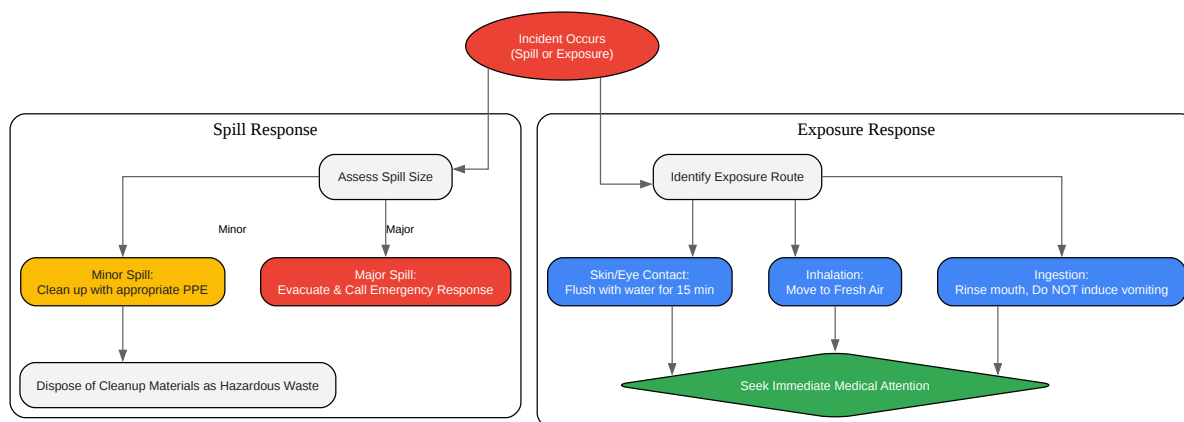 Incident Occurs
(Spill or Exposure)
Spill Response
Assess Spill Size
Minor
Major
Minor Spill:
Clean up with appropriate PPE
Major Spill:
Evacuate & Call Emergency Response
Dispose of Cleanup Materials as Hazardous Waste
Exposure Response
Identify Exposure Route
Skin/Eye Contact:
Flush with water for 15 min
Inhalation:
Move to Fresh Air
Ingestion:
Rinse mouth, Do NOT induce vomiting
Seek Immediate Medical Attention